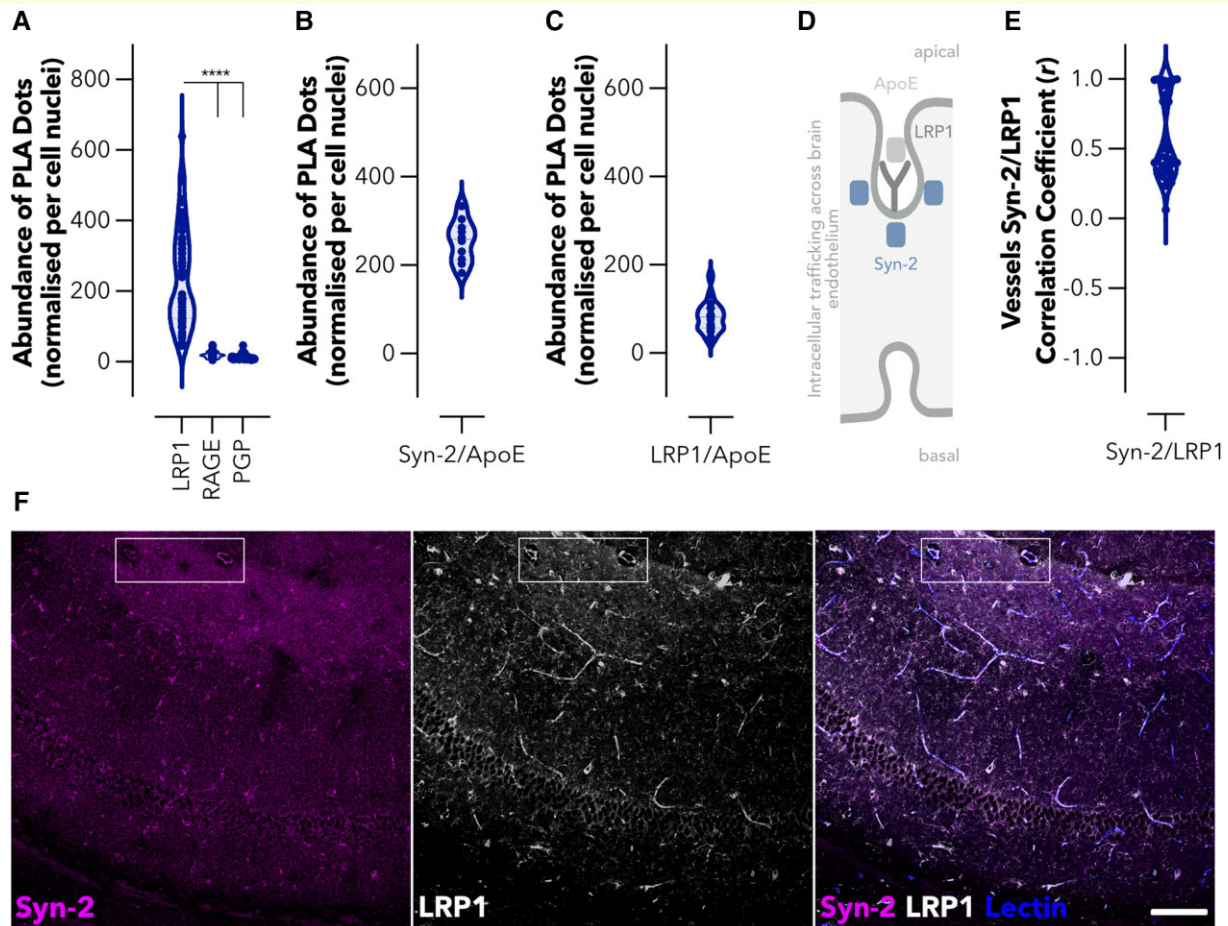 A
Abundance of PLA Dots
(normalised per cell nuclei)
800
600
400
200
0
****
LRP1
RAGE
PGP
B
Abundance of PLA Dots
(normalised per cell nuclei)
600
400
200
0
Syn-2/ApoE
C
Abundance of PLA Dots
(normalised per cell nuclei)
600
400
200
0
LRP1/ApoE
D
Intracellular trafficking across brain
endothelium
apical
ApoE
LRP1
Syn-2
basal
E
Vessels Syn-2/LRP1
Correlation Coefficient (r)
1.0
0.5
0.0
-0.5
-1.0
Syn-2/LRP1
F
Syn-2
LRP1
Syn-2 LRP1 Lectin